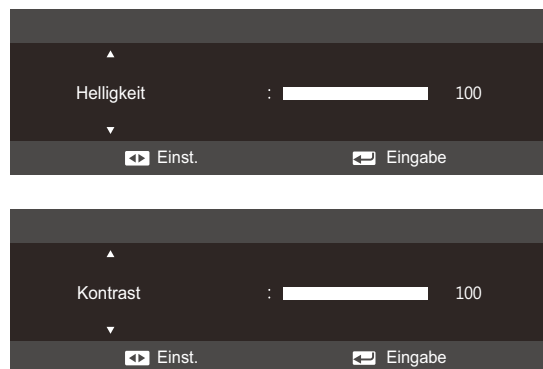 Helligkeit : 100
Einst. Eingabe
Kontrast : 100
Einst. Eingabe